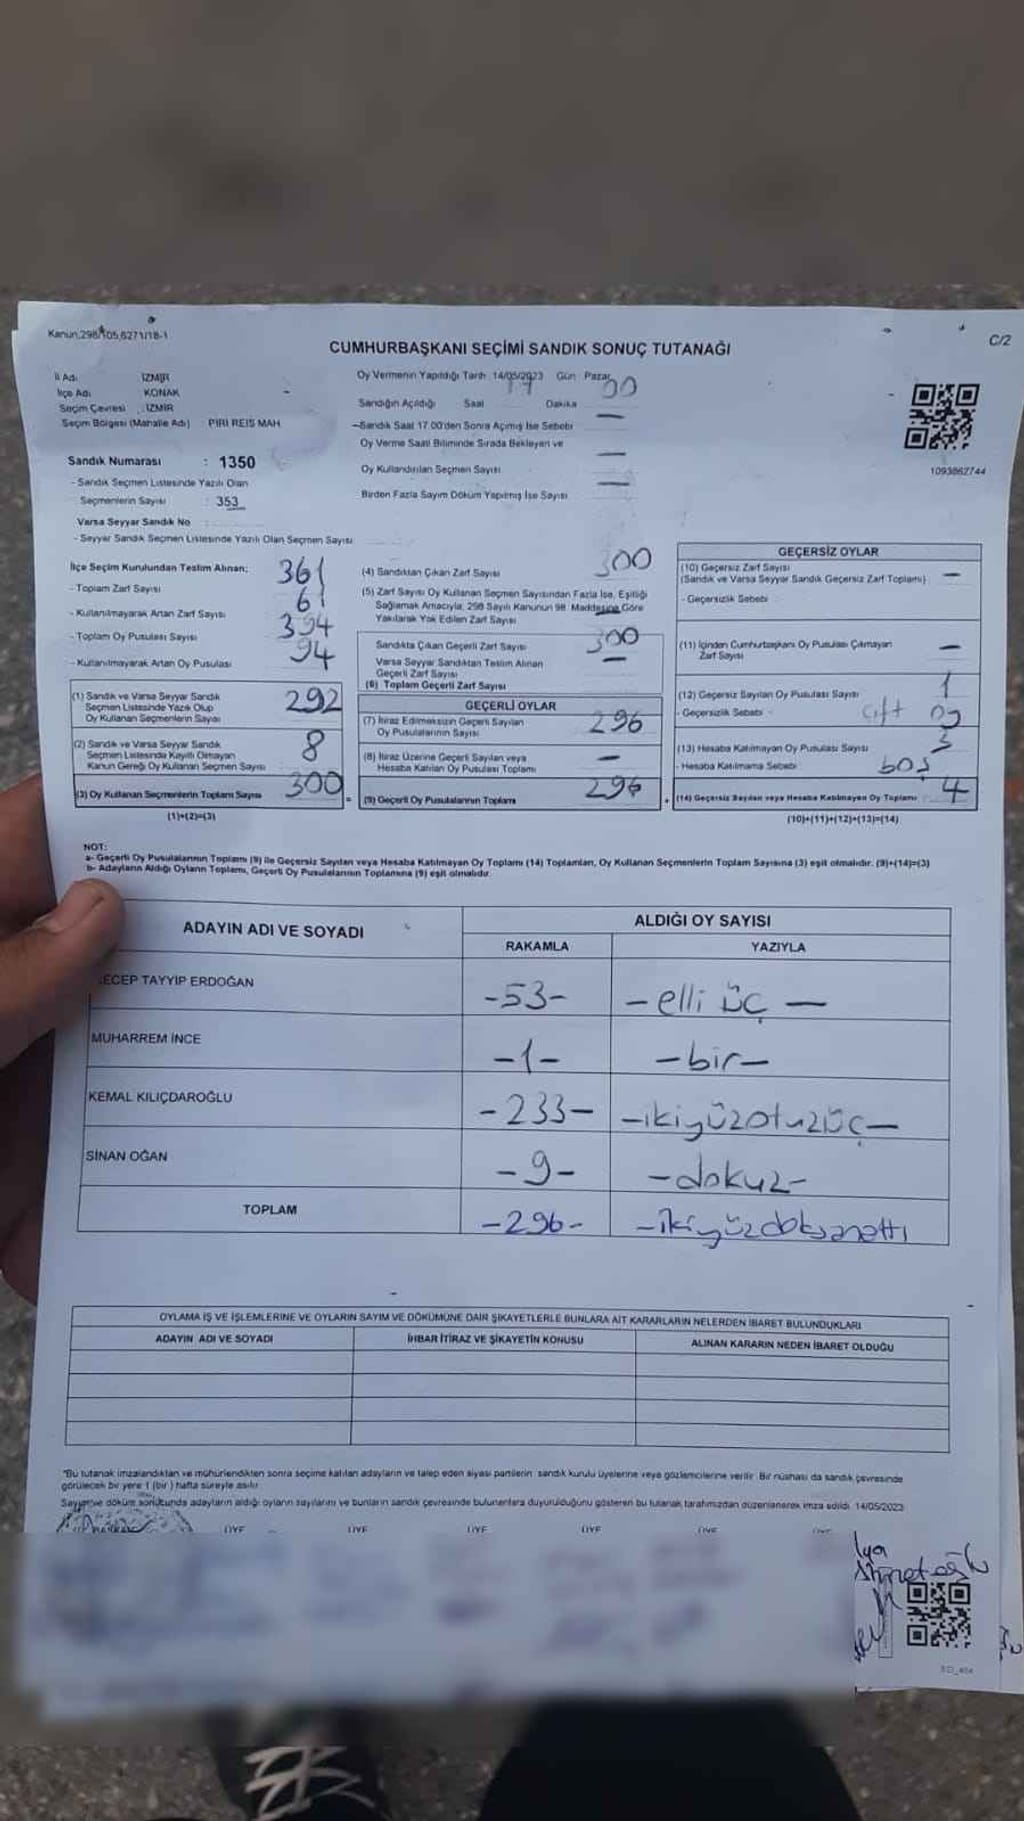 Kanun,298/105,6271/18-1
C/2
CUMHURBAŞKANI SEÇİMİ SANDIK SONUÇ TUTANAĞI
İl Adı : İZMİR
İlçe Adı : KONAK
Seçim Çevresi : İZMİR
Seçim Bölgesi (Mahalle Adı) PİRİ REİS MAH
Sandık Numarası : 1350
- Sandık Seçmen Listesinde Yazılı Olan
Seçmenlerin Sayısı : 353
Varsa Seyyar Sandık No
- Seyyar Sandık Seçmen Listesinde Yazılı Olan Seçmen Sayısı
Oy Vermenin Yapıldığı Tarih 14/05/2023 Gün Pazar
Sandığın Açıldığı Saat 17 Dakika 00
-Sandık Saat 17.00'den Sonra Açımış İse Sebebi —
Oy Verme Saati Bitiminde Sırada Bekleyen ve
Oy Kullandırılan Seçmen Sayısı —
Birden Fazla Sayım Döküm Yapılmış İse Sayısı —
1093862744
İlçe Seçim Kurulundan Teslim Alınan;
- Toplam Zarf Sayısı 361
- Kullanılmayarak Artan Zarf Sayısı 61
- Toplam Oy Pusulası Sayısı 394
- Kullanılmayarak Artan Oy Pusulası 94
(1) Sandık ve Varsa Seyyar Sandık
Seçmen Listesinde Yazılı Olup
Oy Kullanan Seçmenlerin Sayısı 292
(2) Sandık ve Varsa Seyyar Sandık
Seçmen Listesinde Kayıtlı Olmayan
Kanun Gereği Oy Kullanan Seçmen Sayısı 8
(3) Oy Kullanan Seçmenlerin Toplam Sayısı 300
(1)+(2)=(3)
(4) Sandıktan Çıkan Zarf Sayısı 300
(5) Zarf Sayısı Oy Kullanan Seçmen Sayısından Fazla İse, Eşitliği
Sağlamak Amacıyla; 298 Sayılı Kanunun 98. Maddesine Göre
Yakılarak Yok Edilen Zarf Sayısı —
Sandıkta Çıkan Geçerli Zarf Sayısı 300
Varsa Seyyar Sandıktan Teslim Alınan
Geçerli Zarf Sayısı —
(6) Toplam Geçerli Zarf Sayısı
GEÇERLİ OYLAR
(7) İtiraz Edilmeksizin Geçerli Sayılan
Oy Pusulalarının Sayısı 296
(8) İtiraz Üzerine Geçerli Sayılan veya
Hesaba Katılan Oy Pusulası Toplamı —
= (9) Geçerli Oy Pusulalarının Toplamı 296
GEÇERSİZ OYLAR
(10) Geçersiz Zarf Sayısı
(Sandık ve Varsa Seyyar Sandık Geçersiz Zarf Toplamı) —
- Geçersizlik Sebebi
(11) İçinden Cumhurbaşkanı Oy Pusulası Çıkmayan
Zarf Sayısı —
(12) Geçersiz Sayılan Oy Pusulası Sayısı 1
- Geçersizlik Sebebi - çift oy
(13) Hesaba Katılmayan Oy Pusulası Sayısı 3
- Hesaba Katılmama Sebebi boş
+ (14) Geçersiz Sayılan veya Hesaba Katılmayan Oy Toplamı 4
(10)+(11)+(12)+(13)=(14)
NOT:
a- Geçerli Oy Pusulalarının Toplamı (9) ile Geçersiz Sayılan veya Hesaba Katılmayan Oy Toplamı (14) Toplamları, Oy Kullanan Seçmenlerin Toplam Sayısına (3) eşit olmalıdır. (9)+(14)=(3)
b- Adayların Aldığı Oyların Toplamı, Geçerli Oy Pusulalarının Toplamına (9) eşit olmalıdır.
ADAYIN ADI VE SOYADI
ALDIĞI OY SAYISI
RAKAMLA YAZIYLA
ECEP TAYYİP ERDOĞAN -53- -elli üç-
MUHARREM İNCE -1- -bir-
KEMAL KILIÇDAROĞLU -233- -ikiyüzotuzüç-
SİNAN OĞAN -9- -dokuz-
TOPLAM -296- -ikiyüzdoksanaltı
OYLAMA İŞ VE İŞLEMLERİNE VE OYLARIN SAYIM VE DÖKÜMÜNE DAİR ŞİKAYETLERLE BUNLARA AİT KARARLARIN NELERDEN İBARET BULUNDUKLARI
ADAYIN ADI VE SOYADI İHBAR İTİRAZ VE ŞİKAYETİN KONUSU ALINAN KARARIN NEDEN İBARET OLDUĞU
"Bu tutanak imzalandıktan ve mühürlendikten sonra seçime katılan adayların ve talep eden siyasi partilerin sandık kurulu üyelerine veya gözlemcilerine verilir. Bir nüshası da sandık çevresinde
görülecek bir yere 1 (bir) hafta süreyle asılır.
Sayım ve döküm sonucunda adayların aldığı oyların sayılarını ve bunların sandık çevresinde bulunanlara duyurulduğunu gösteren bu tutanak tarafımızdan düzenlenerek imza edildi. 14/05/2023
ÜYE ÜYE ÜYE ÜYE ÜYE ÜYE